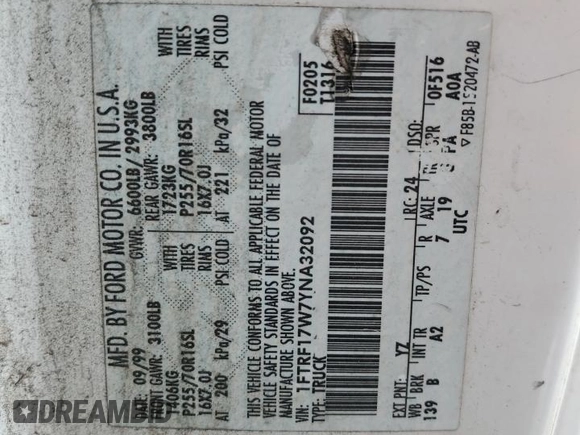 MFD. BY FORD MOTOR CO. IN U.S.A.
DATE: 09/99 GVWR: 6600LB/ 2993KG
FRONT GAWR: 3100LB REAR GAWR: 3800LB
1406KG 1723KG WITH
P255/70R16SL TIRES P255/70R16SL TIRES
16X7.0J RIMS 16X7.0J RIMS
AT 200 kPa/29 PSI COLD AT 221 kPa/32 PSI COLD
THIS VEHICLE CONFORMS TO ALL APPLICABLE FEDERAL MOTOR
VEHICLE SAFETY STANDARDS IN EFFECT ON THE DATE OF
MANUFACTURE SHOWN ABOVE.
VIN: 1FTRF17W7YNA32092 F0205
TYPE: TRUCK T1316
EXT PNT: YZ RC: 24 DSO:
WB BRK INT TR TP/PS R AXLE SPR 0F516
139 B A2 7 19 PA A0A
UTC
▽ F85B-1520472-AB
DREAMBID